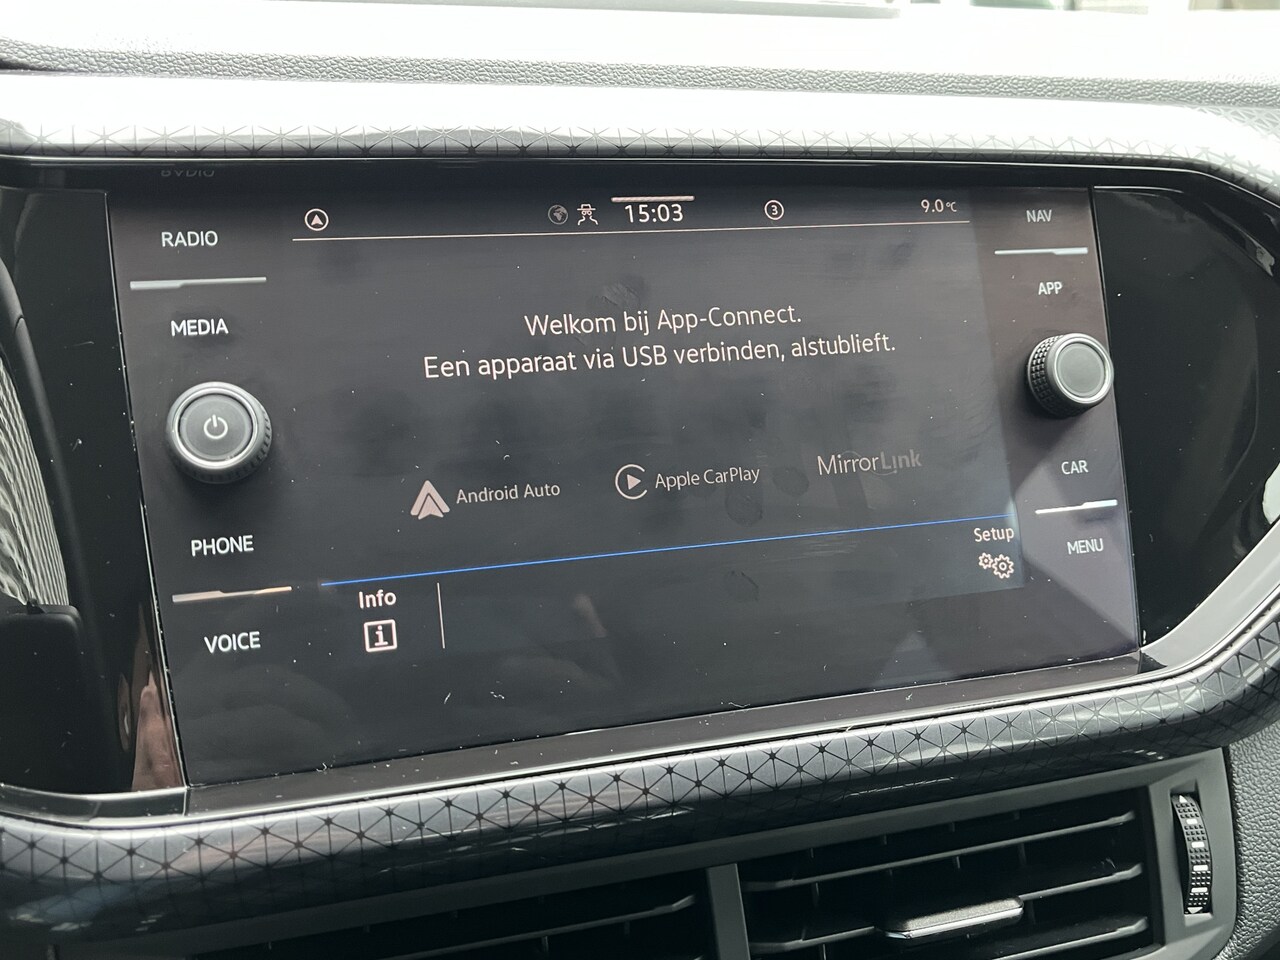 RADIO
MEDIA
PHONE
VOICE
15:03
3
9.0°C
Welkom bij App-Connect.
Een apparaat via USB verbinden, alstublieft.
Android Auto
Apple CarPlay
MirrorLink
Info
i
Setup
NAV
APP
CAR
MENU